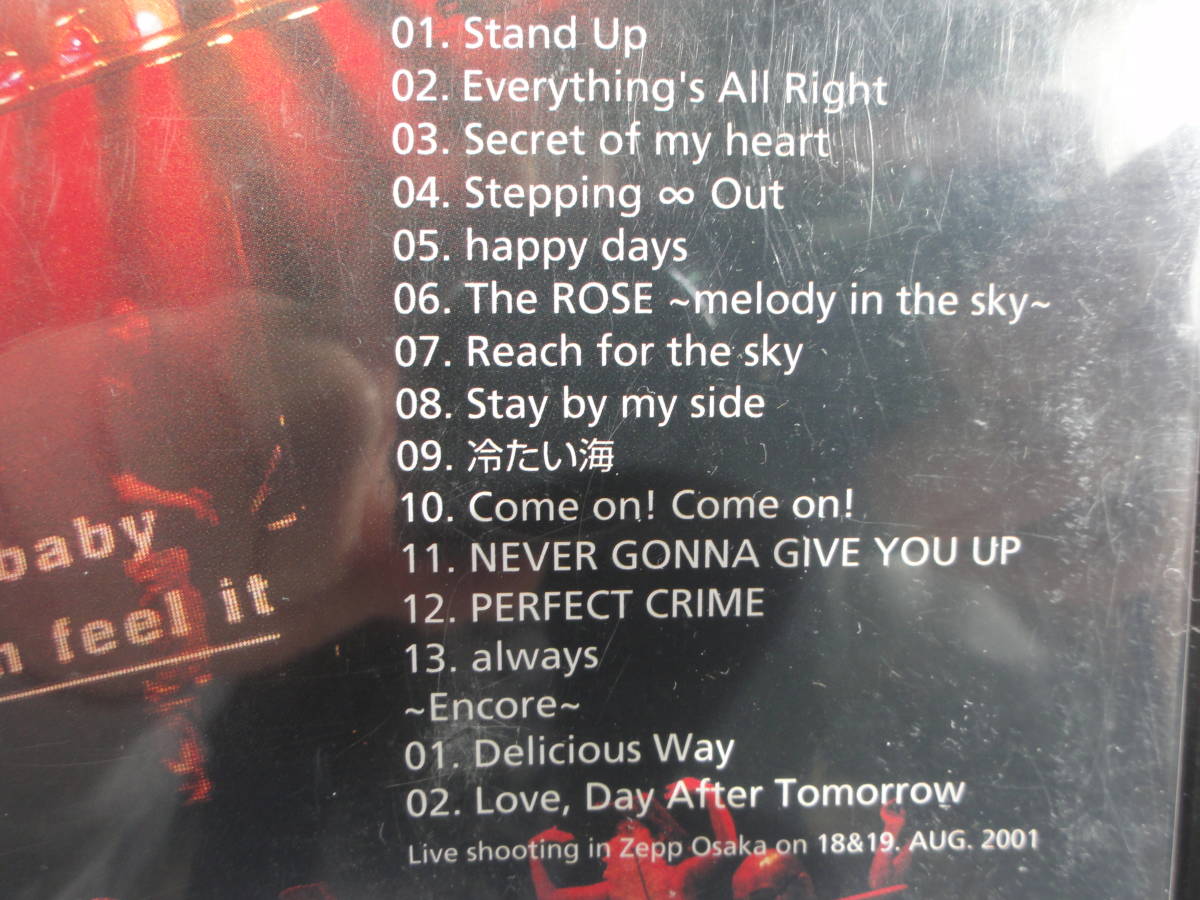 01. Stand Up
02. Everything's All Right
03. Secret of my heart
04. Stepping ∞ Out
05. happy days
06. The ROSE ~melody in the sky~
07. Reach for the sky
08. Stay by my side
09. 冷たい海
10. Come on! Come on!
11. NEVER GONNA GIVE YOU UP
12. PERFECT CRIME
13. always
~Encore~
01. Delicious Way
02. Love, Day After Tomorrow
Live shooting in Zepp Osaka on 18&19. AUG. 2001
baby
feel it